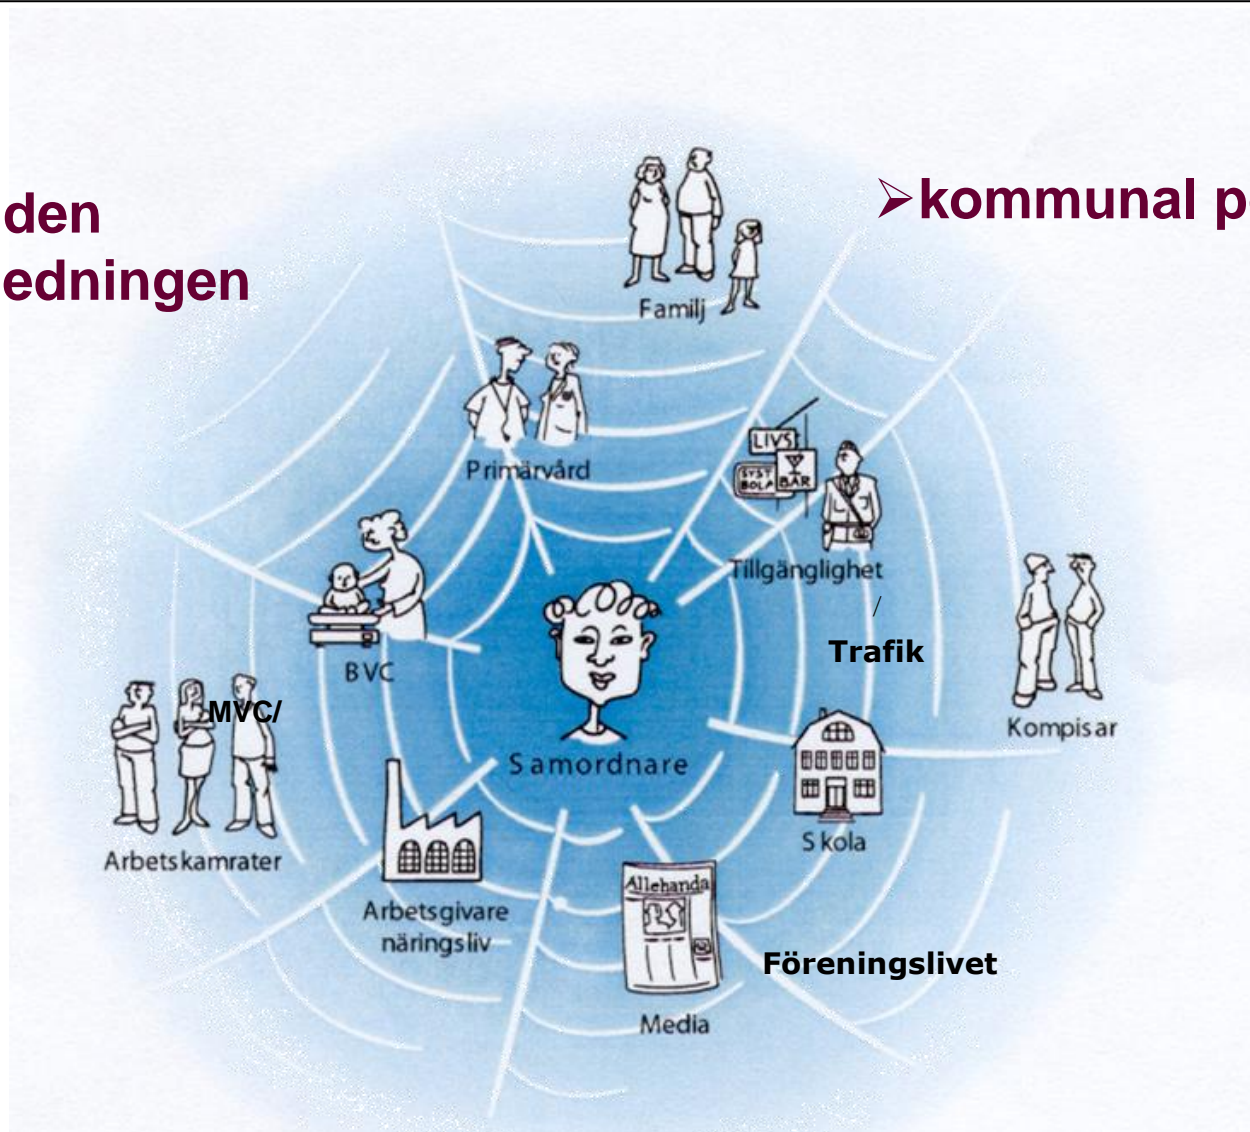 den
edningen
➢kommunal p
Familj
Primärvård
LIVS
SYST
BOLA
BAR
Tillgänglighet
/
Trafik
BVC
MVC/
Kompisar
Samordnare
Skola
Arbetskamrater
Arbetsgivare
näringsliv
Allehanda
Föreningslivet
Media